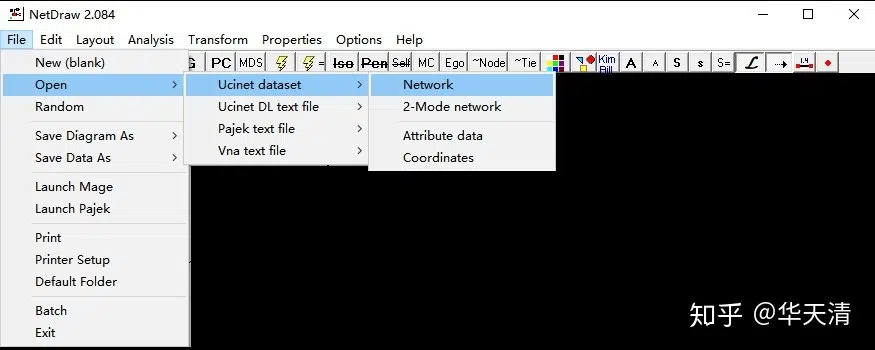 NetDraw 2.084
File Edit Layout Analysis Transform Properties Options Help
PC MDS = Iso Pen Self MC Ego ~Node ~Tie Kim Bill A A S s S= L 1.4
New (blank)
Open
Random
Save Diagram As
Save Data As
Launch Mage
Launch Pajek
Print
Printer Setup
Default Folder
Batch
Exit
Ucinet dataset
Ucinet DL text file
Pajek text file
Vna text file
Network
2-Mode network
Attribute data
Coordinates
知乎 @华天清